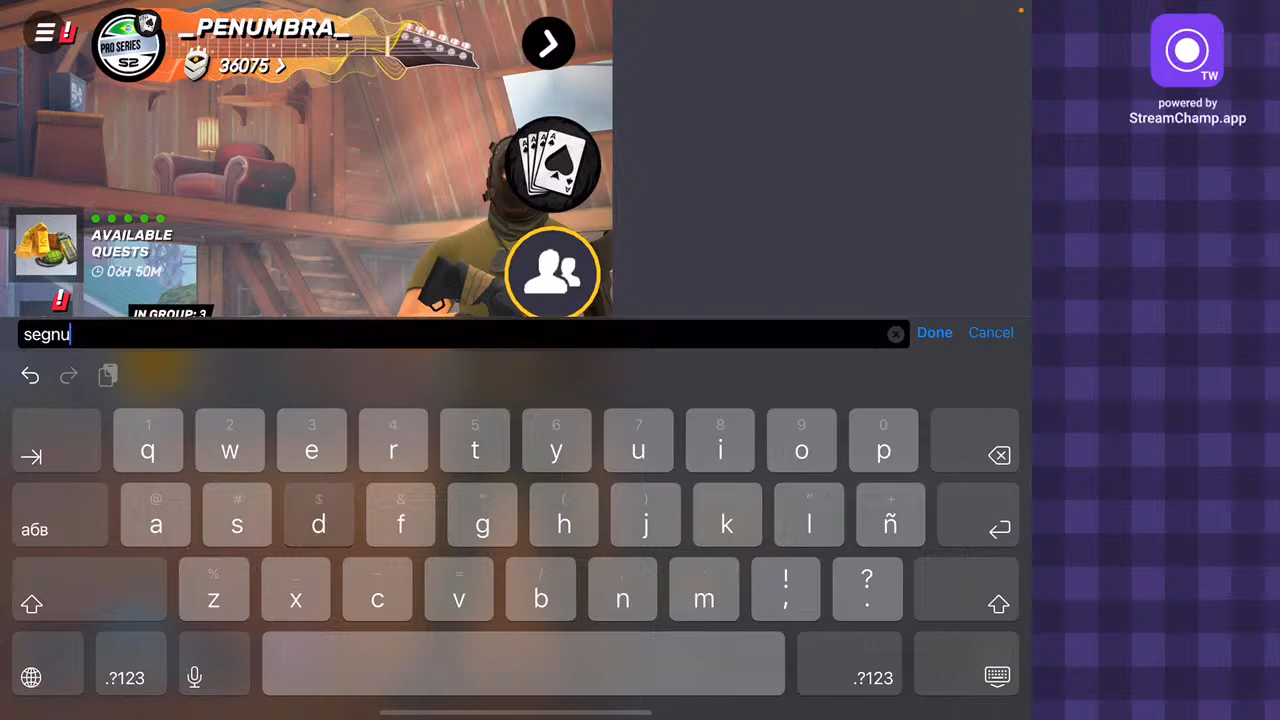 _PENUMBRA_
PRO SERIES
S2
36075
TW
powered by
StreamChamp.app
AVAILABLE
QUESTS
06H 50M
IN GROUP: 3
segnu
Done
Cancel
1 2 3 4 5 6 7 8 9 0
q w e r t y u i o p
@ # $ & * ( ) ' " +
абв a s d f g h j k l ñ
% - ~ = / ; : ! ?
z x c v b n m , .
.?123 .?123